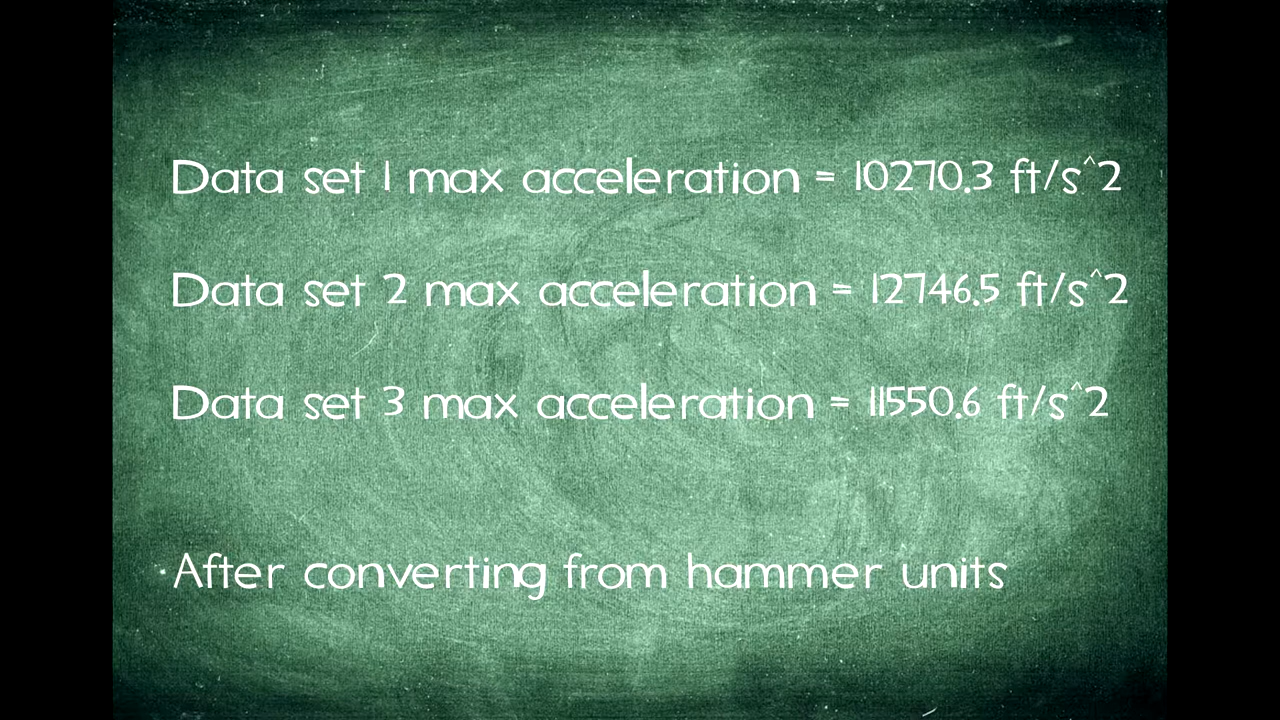 Data set 1 max acceleration = 10270.3 ft/s^2
Data set 2 max acceleration = 12746.5 ft/s^2
Data set 3 max acceleration = 11550.6 ft/s^2
After converting from hammer units